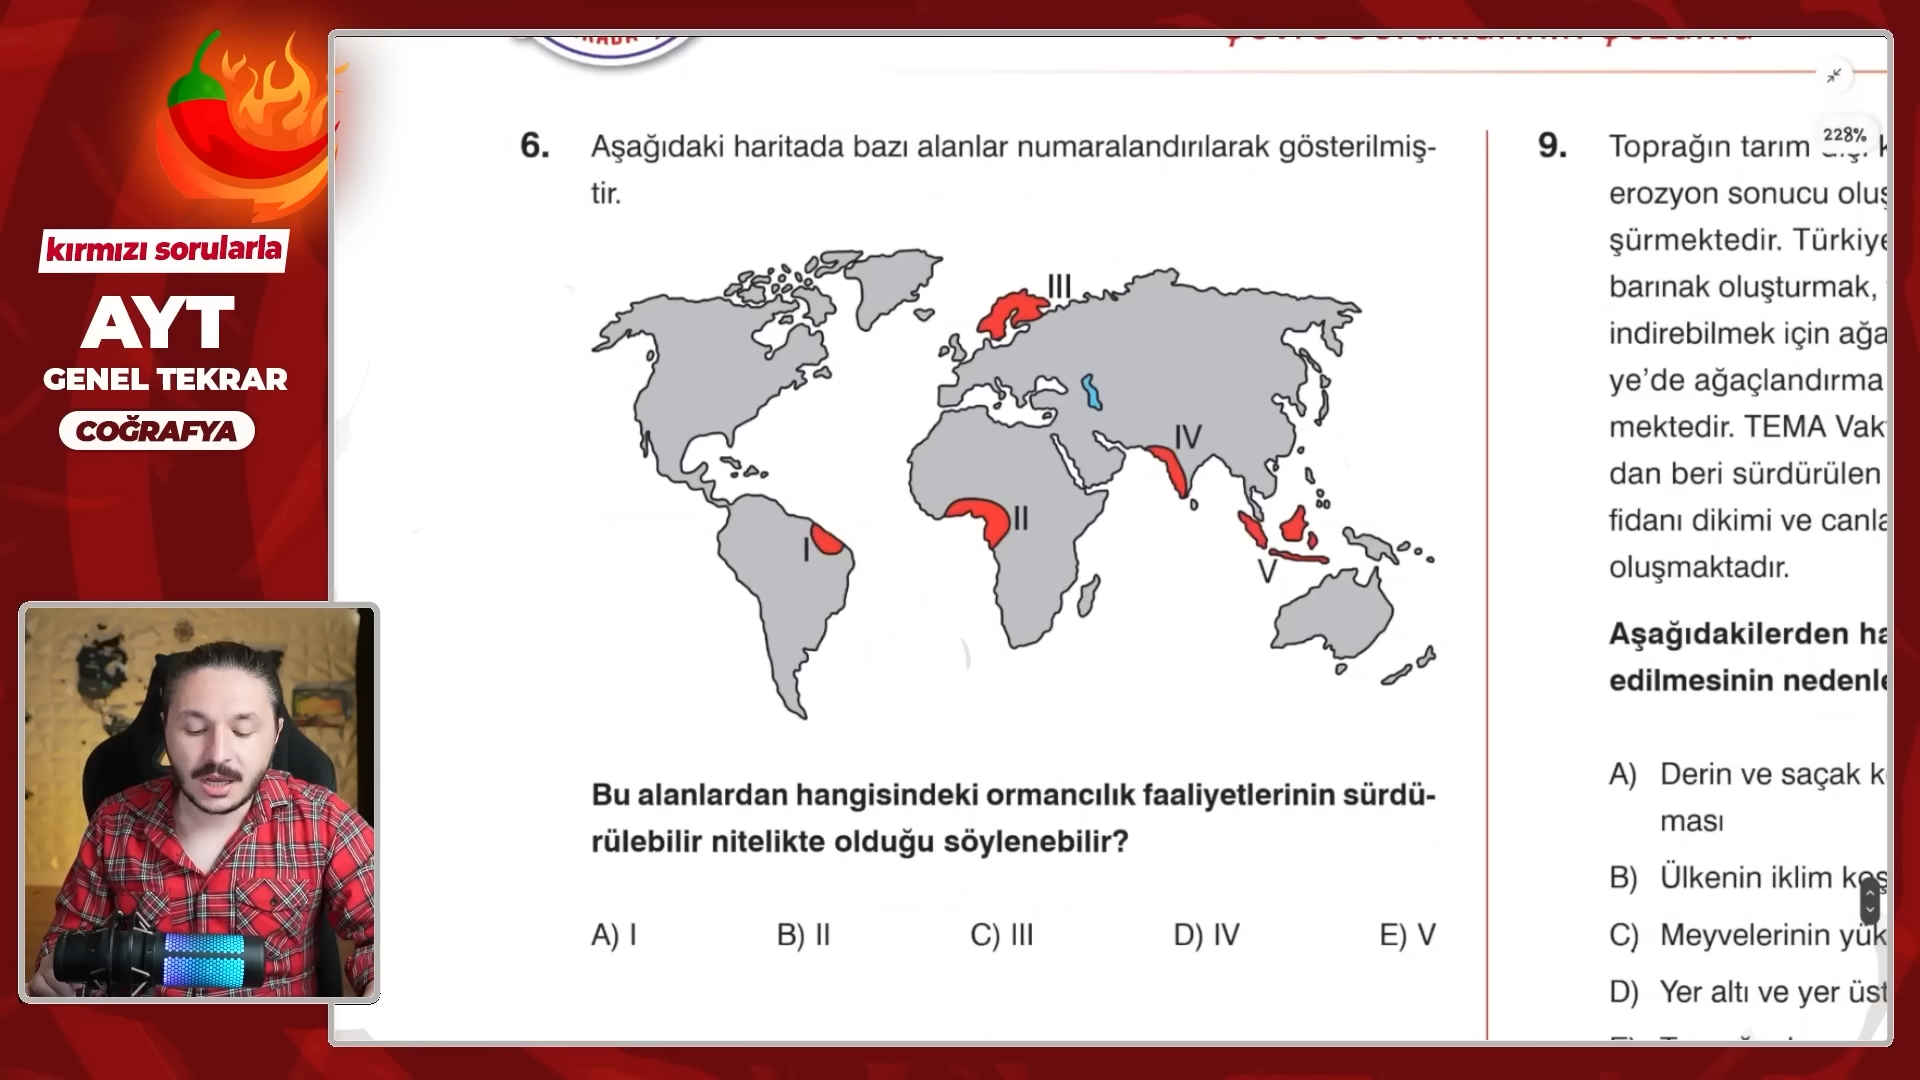 kırmızı sorularla
AYT
GENEL TEKRAR
COĞRAFYA
228%
6. Aşağıdaki haritada bazı alanlar numaralandırılarak gösterilmiş-
tir.
III
IV
II
I
V
Bu alanlardan hangisindeki ormancılık faaliyetlerinin sürdü-
rülebilir nitelikte olduğu söylenebilir?
A) I B) II C) III D) IV E) V
9. Toprağın tarım
erozyon sonucu oluş
şürmektedir. Türkiye
barınak oluşturmak,
indirebilmek için ağa
ye’de ağaçlandırma
mektedir. TEMA Vak
dan beri sürdürülen
fidanı dikimi ve canla
oluşmaktadır.
Aşağıdakilerden ha
edilmesinin nedenle
A) Derin ve saçak k
ması
B) Ülkenin iklim koş
C) Meyvelerinin yük
D) Yer altı ve yer üst